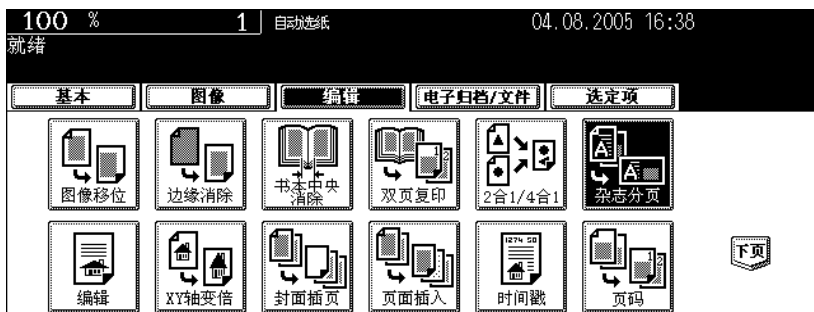 100 % 1 自动选纸 04.08.2005 16:38
就绪
基本 图像 编辑 电子归档/文件 选定项
图像移位 边缘消除 书本中央消除 双页复印 2合1/4合1 杂志分页
下页
编辑 XY轴变倍 封面插页 页面插入 时间戳 页码